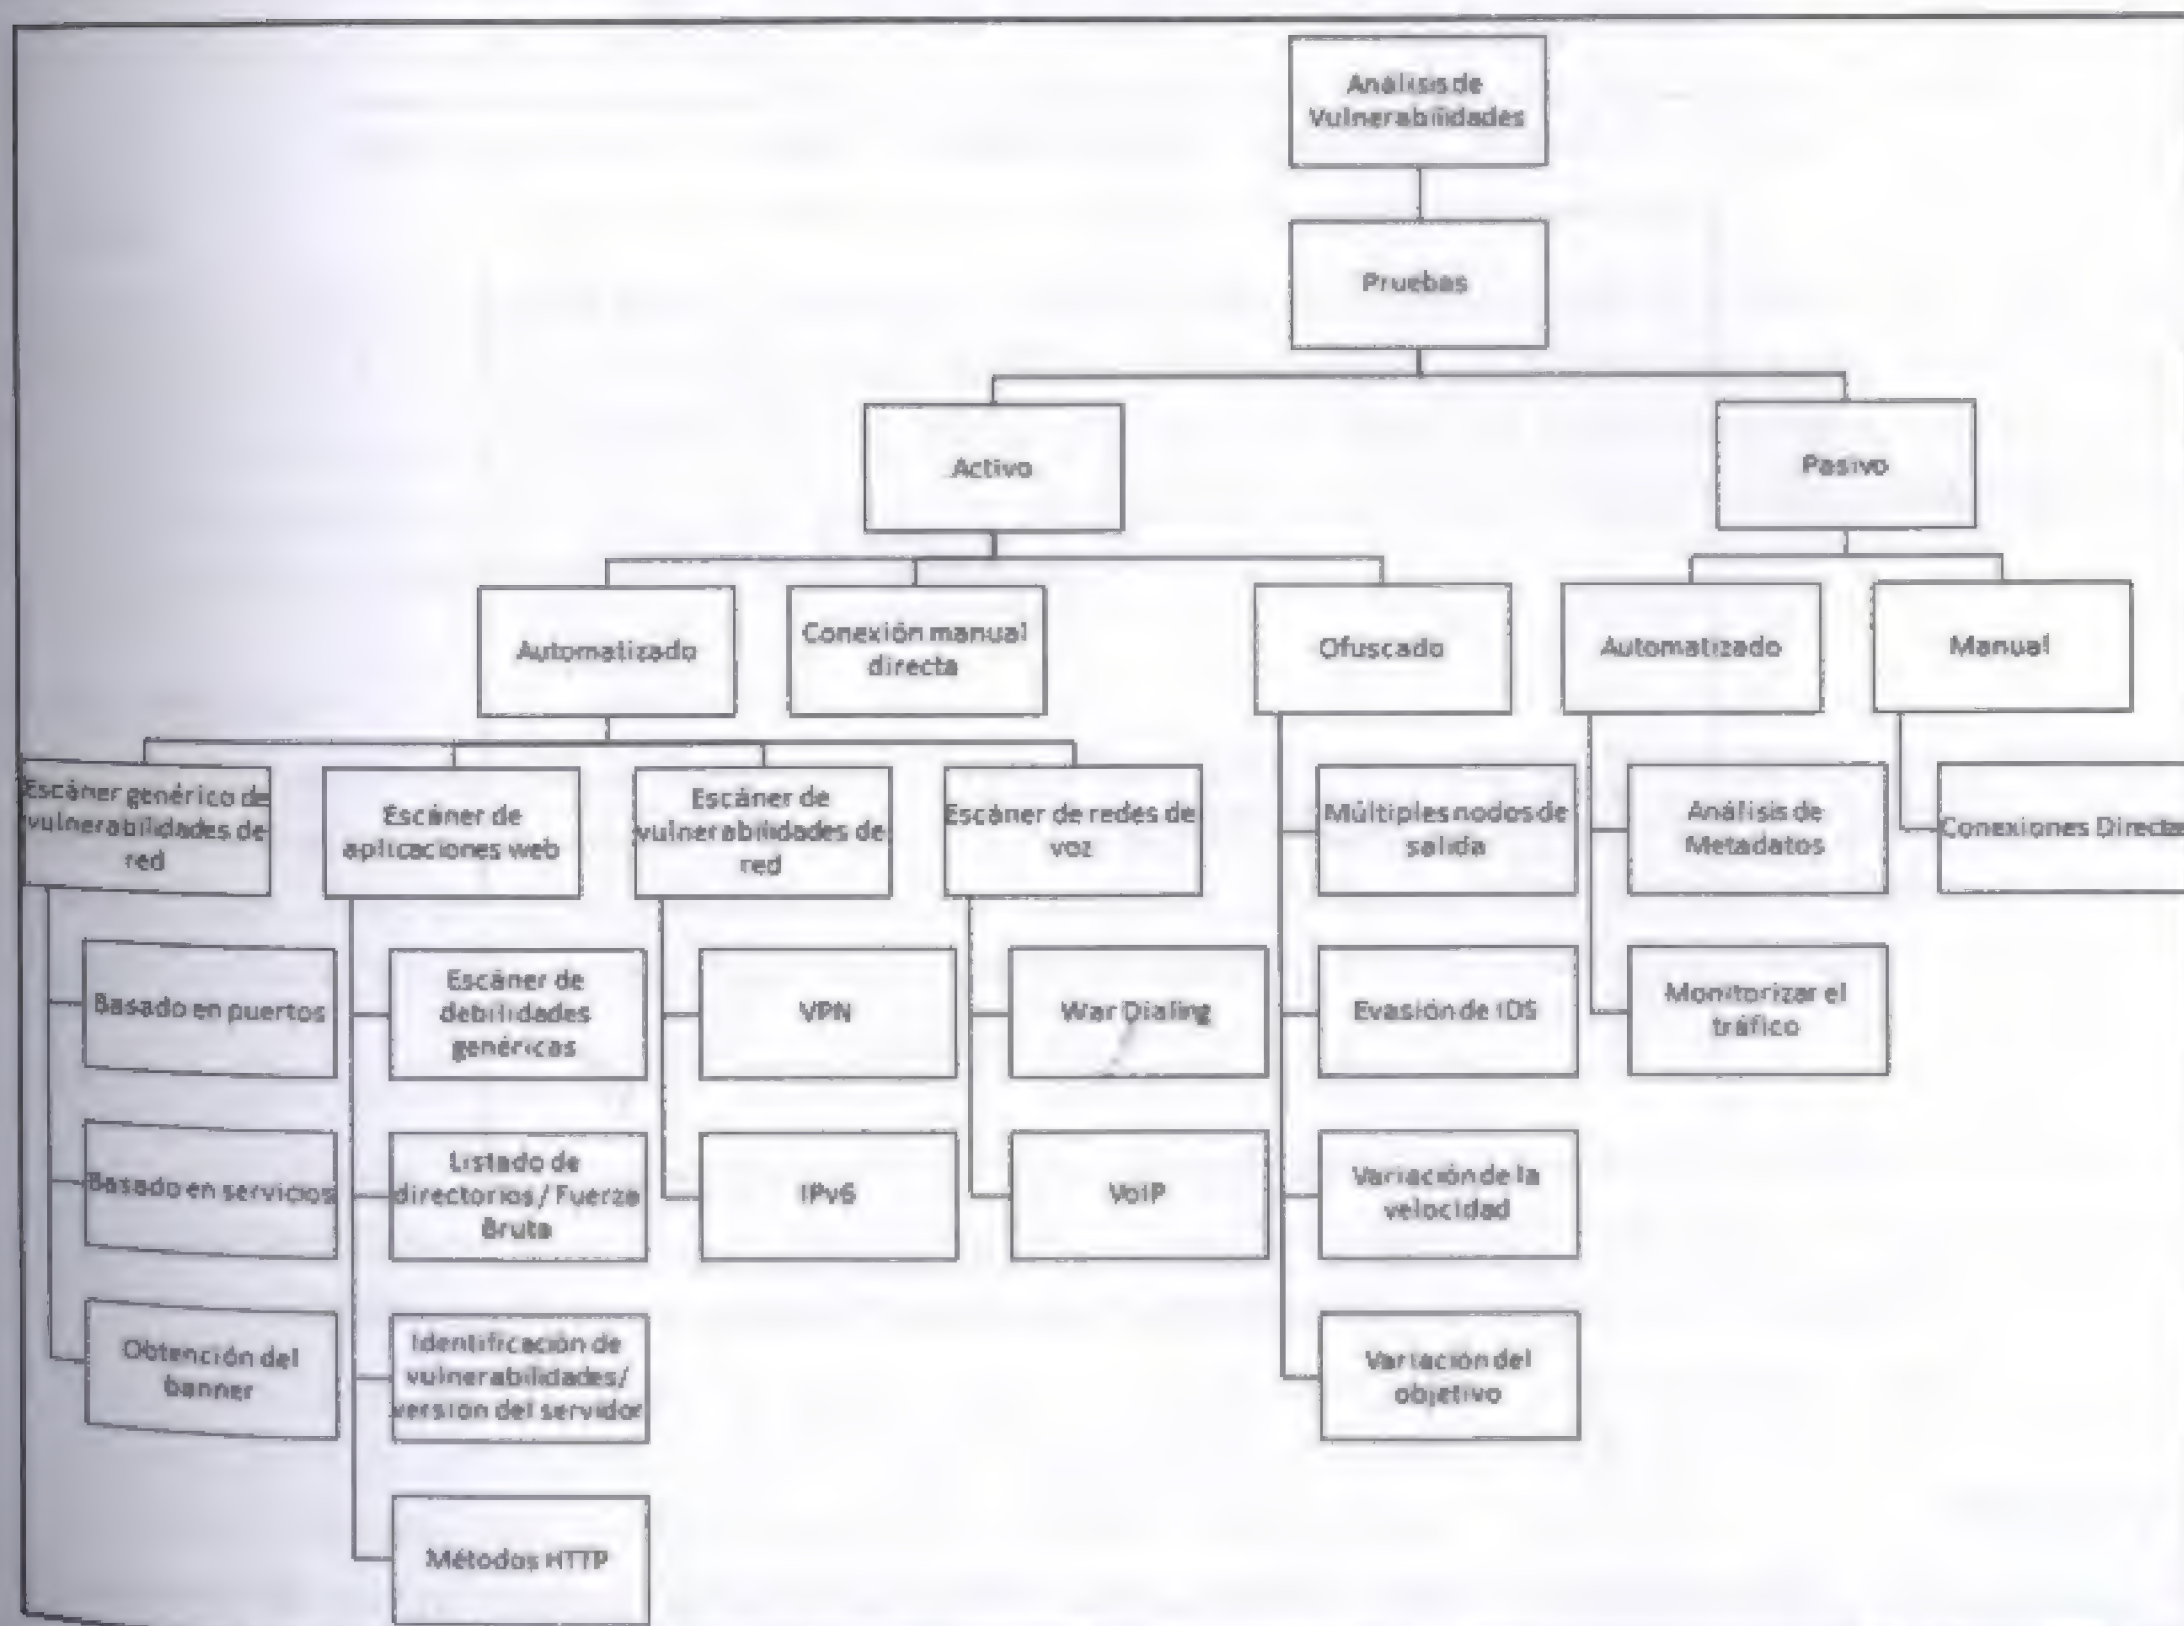 Análisis de
Vulnerabilidades
Pruebas
Activo
Pasivo
Automatizado
Conexión manual
directa
Ofuscado
Automatizado
Manual
Escáner genérico de
vulnerabilidades de
red
Escáner de
aplicaciones web
Escáner de
vulnerabilidades de
red
Escáner de redes de
voz
Múltiples nodos de
salida
Análisis de
Metadatos
Conexiones Directas
Basado en puertos
Escáner de
debilidades
genéricas
VPN
War Dialing
Evasión de IDS
Monitorizar el
tráfico
Basado en servicios
Listado de
directorios / Fuerza
Bruta
IPv6
VoIP
Variación de la
velocidad
Obtención del
banner
Identificación de
vulnerabilidades/
versión del servidor
Variación del
objetivo
Métodos HTTP